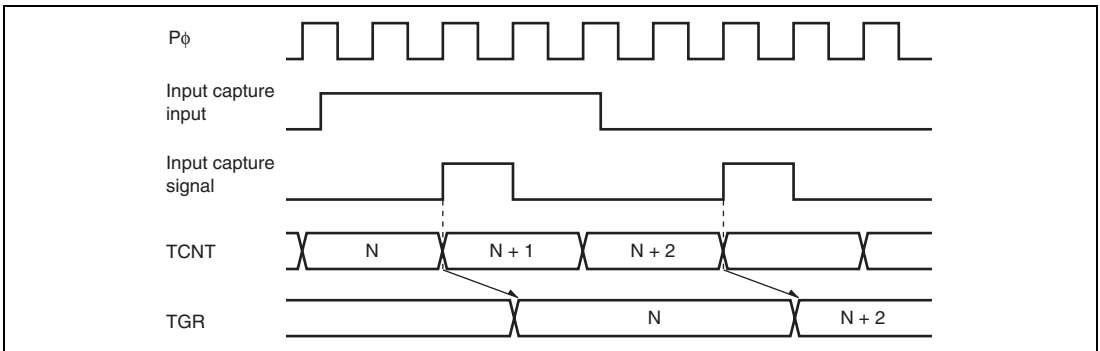 Pϕ
Input capture
input
Input capture
signal
TCNT N N + 1 N + 2
TGR N N + 2